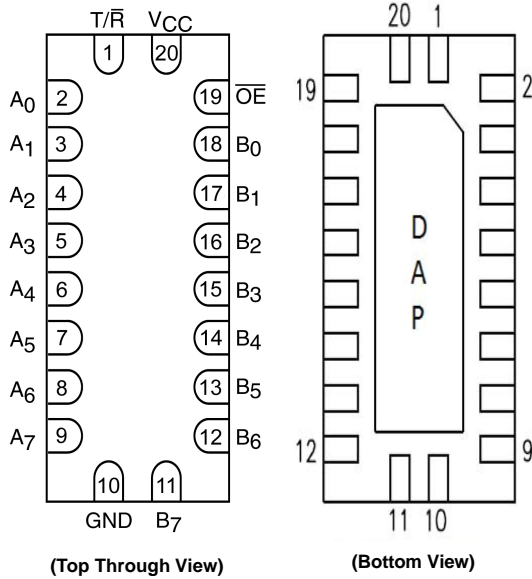 T/R̅ VCC
1 20
A0 2 19 O̅E̅
A1 3 18 B0
A2 4 17 B1
A3 5 16 B2
A4 6 15 B3
A5 7 14 B4
A6 8 13 B5
A7 9 12 B6
10 11
GND B7
(Top Through View)
20 1
19 2
D
A
P
12 9
11 10
(Bottom View)